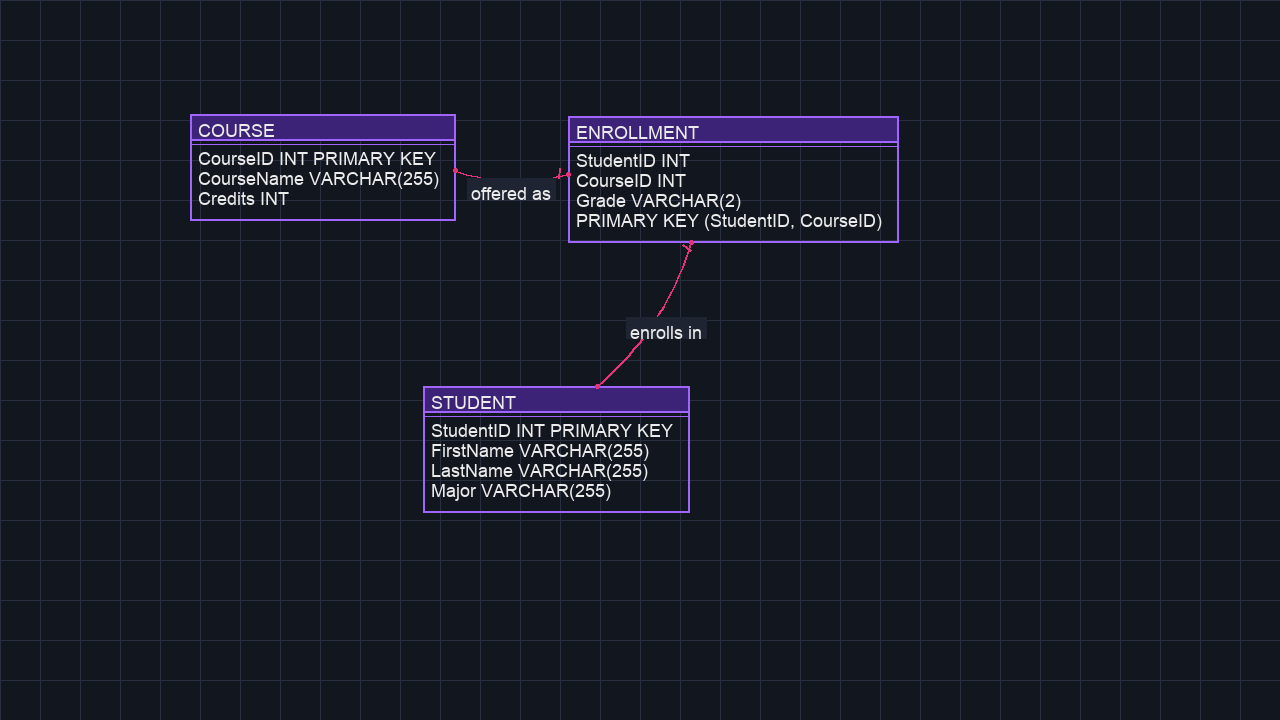 COURSE
CourseID INT PRIMARY KEY
CourseName VARCHAR(255)
Credits INT
offered as
ENROLLMENT
StudentID INT
CourseID INT
Grade VARCHAR(2)
PRIMARY KEY (StudentID, CourseID)
enrolls in
STUDENT
StudentID INT PRIMARY KEY
FirstName VARCHAR(255)
LastName VARCHAR(255)
Major VARCHAR(255)